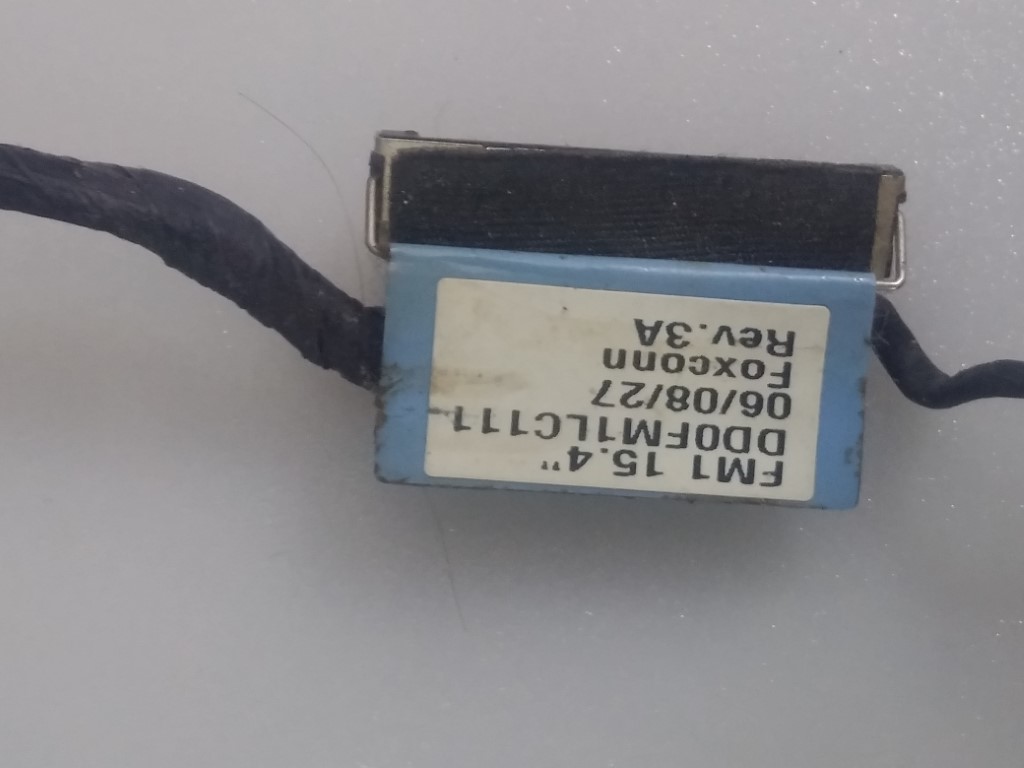 FM1 15.4"
DD0FM1LC111
06/08/27
Foxconn
Rev.3A